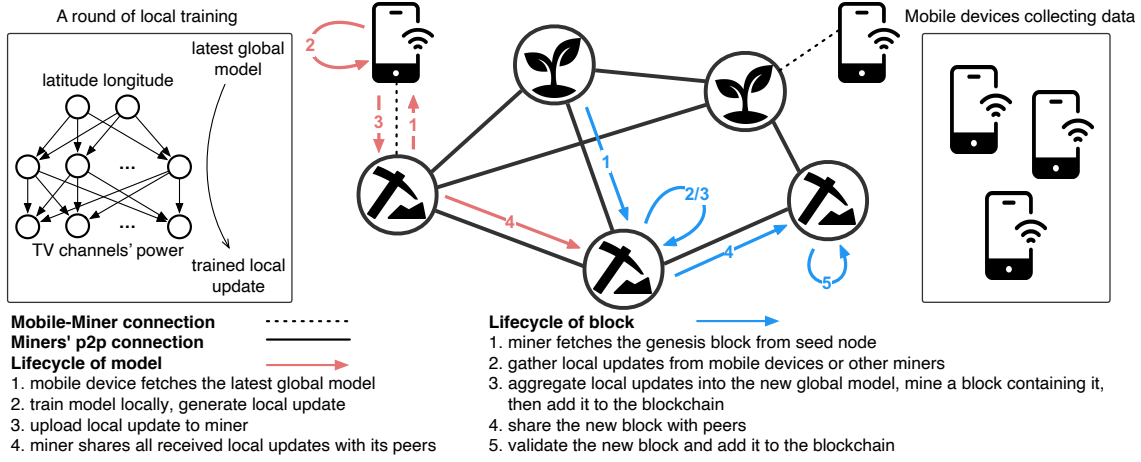 A round of local training
Mobile devices collecting data
latest global
model
latitude longitude
...
...
TV channels' power
trained local
update
2
3
1
4
1
2/3
4
5
Mobile-Miner connection
Miners' p2p connection
Lifecycle of model
1. mobile device fetches the latest global model
2. train model locally, generate local update
3. upload local update to miner
4. miner shares all received local updates with its peers
Lifecycle of block
1. miner fetches the genesis block from seed node
2. gather local updates from mobile devices or other miners
3. aggregate local updates into the new global model, mine a block containing it,
then add it to the blockchain
4. share the new block with peers
5. validate the new block and add it to the blockchain